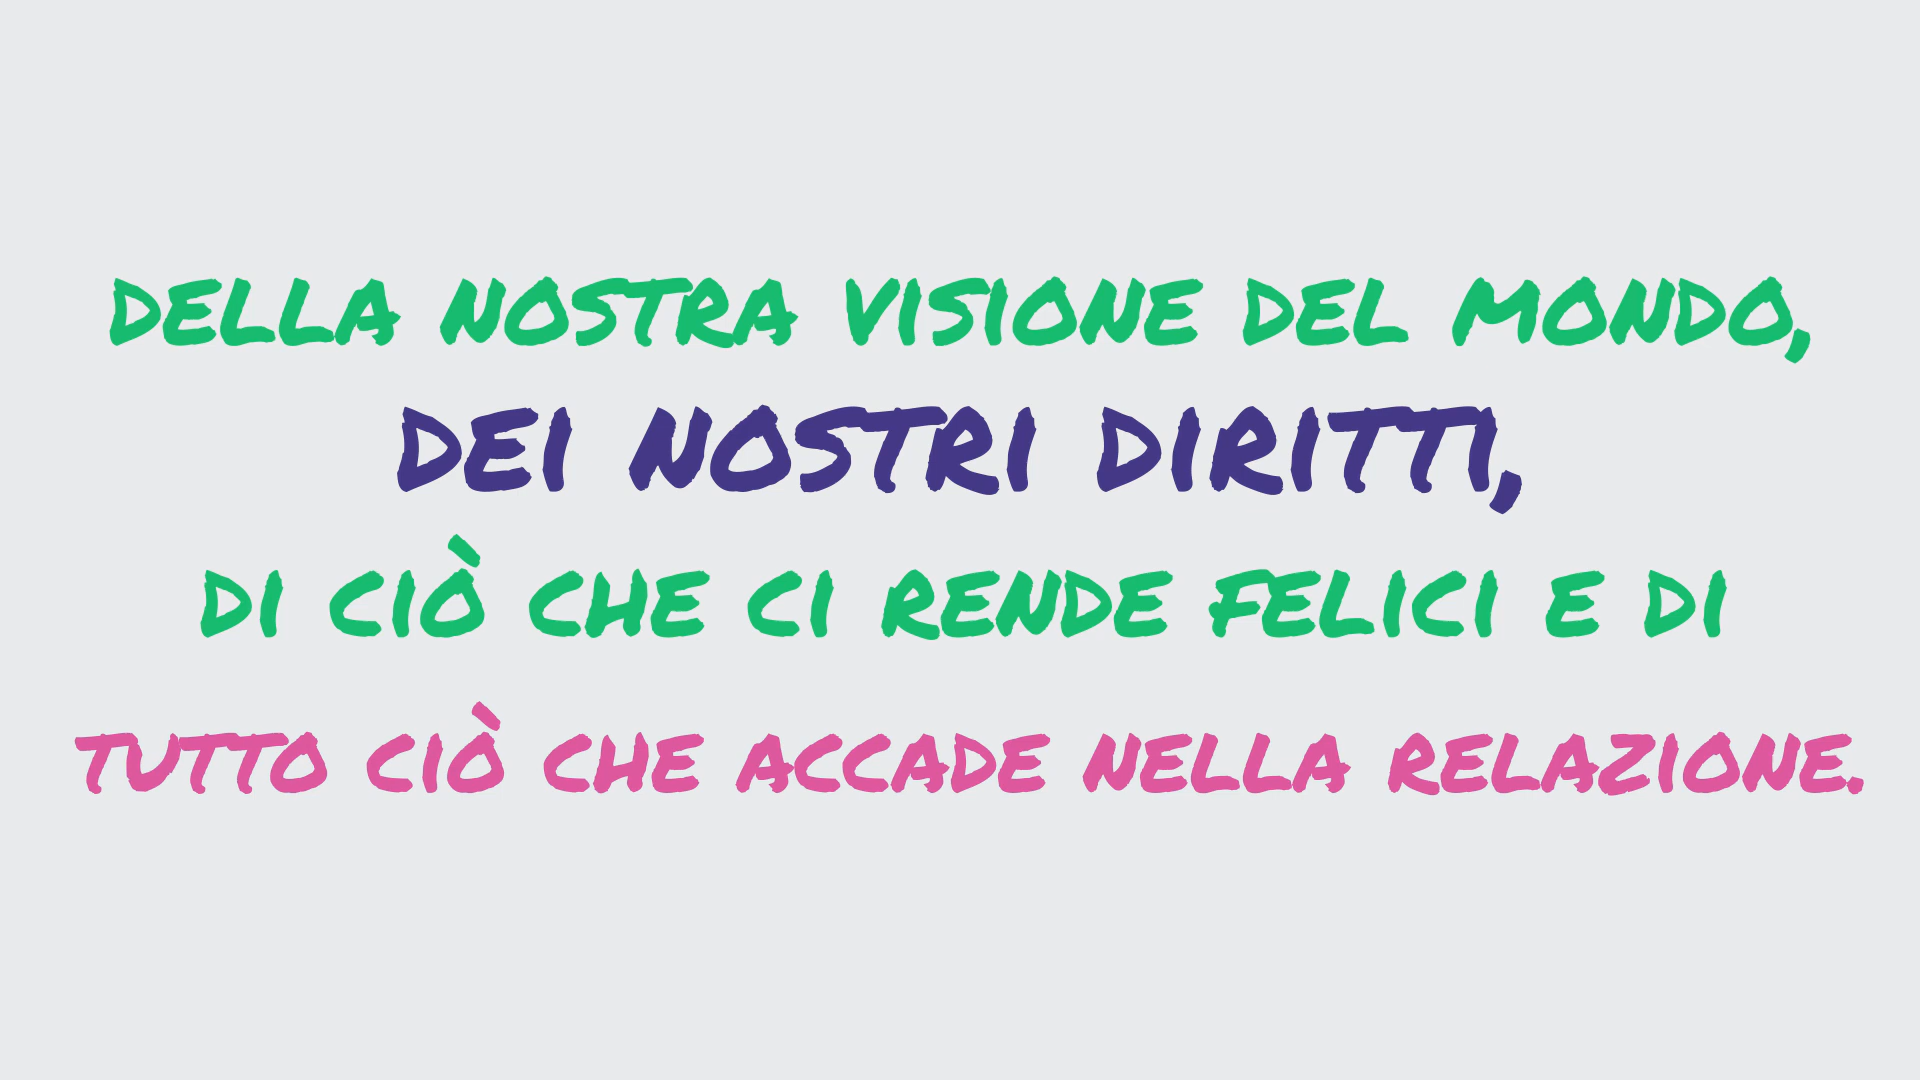 DELLA NOSTRA VISIONE DEL MONDO,
DEI NOSTRI DIRITTI,
DI CIÒ CHE CI RENDE FELICI E DI
TUTTO CIÒ CHE ACCADE NELLA RELAZIONE.